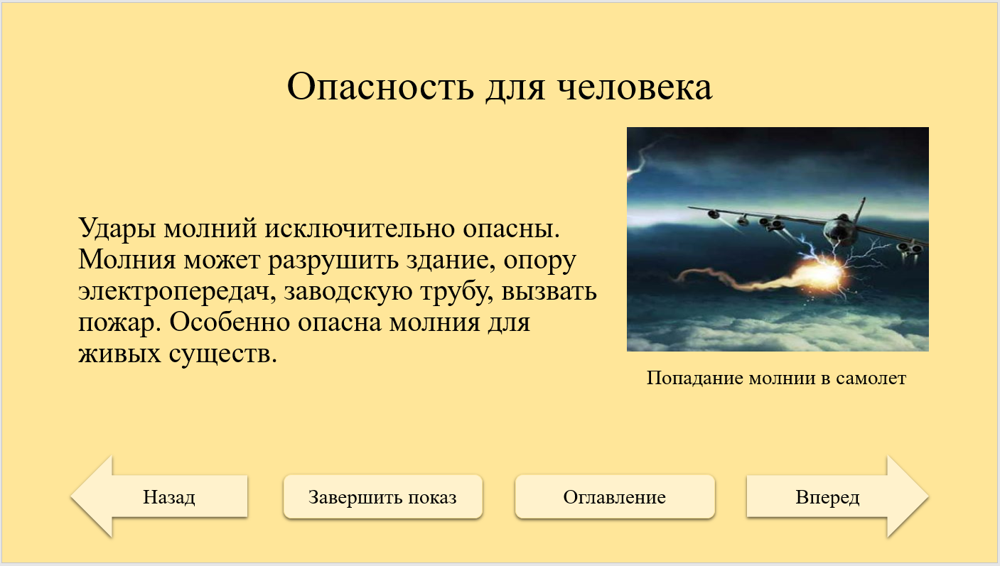 Опасность для человека
Удары молний исключительно опасны.
Молния может разрушить здание, опору
электропередач, заводскую трубу, вызвать
пожар. Особенно опасна молния для
живых существ.
Попадание молнии в самолет
Назад
Завершить показ
Оглавление
Вперед